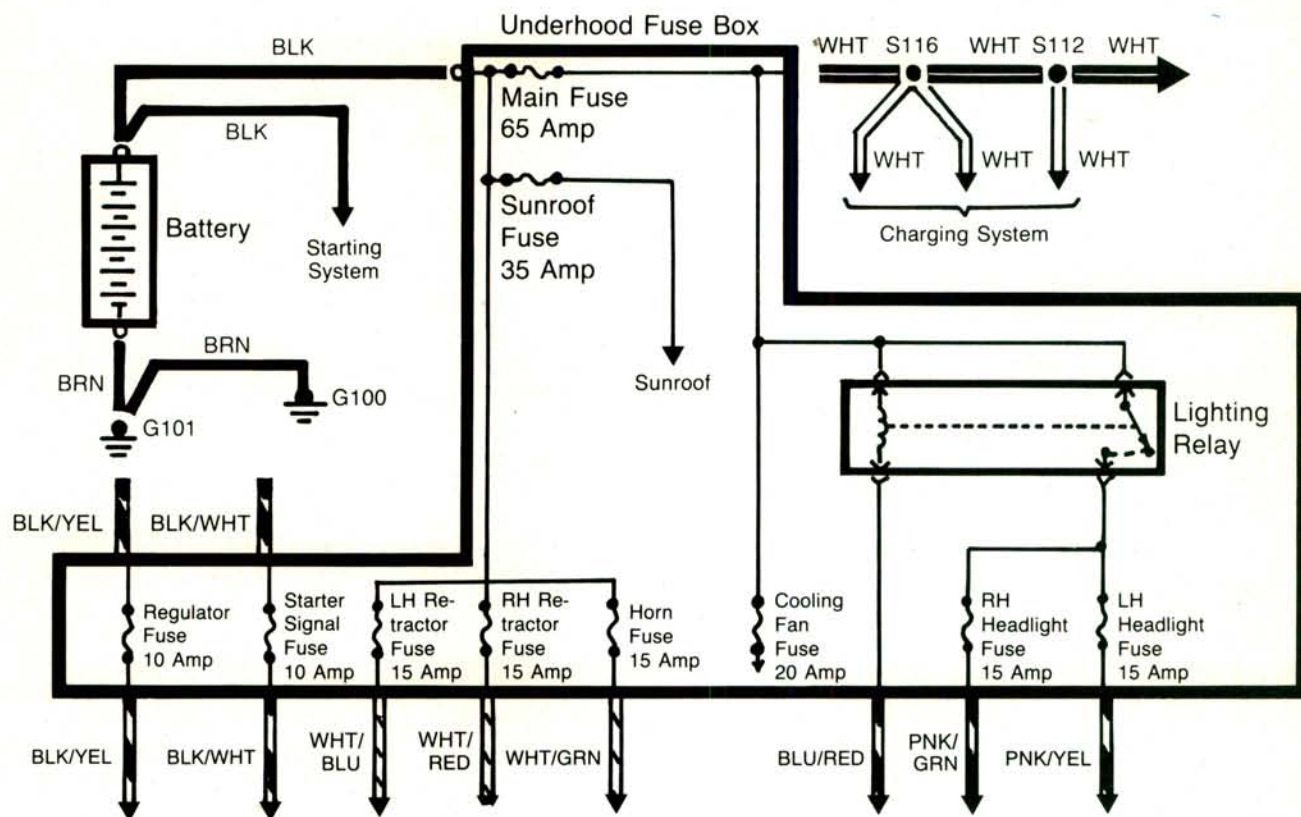 Underhood Fuse Box
BLK
WHT S116 WHT S112 WHT
Main Fuse
65 Amp
BLK
WHT
WHT
WHT
Battery
Sunroof
Fuse
35 Amp
Charging System
Starting
System
BRN
BRN
G100
G101
Sunroof
Lighting
Relay
BLK/YEL
BLK/WHT
Regulator
Fuse
10 Amp
Starter
Signal
Fuse
10 Amp
LH Re-
tractor
Fuse
15 Amp
RH Re-
tractor
Fuse
15 Amp
Horn
Fuse
15 Amp
Cooling
Fan
Fuse
20 Amp
RH
Headlight
Fuse
15 Amp
LH
Headlight
Fuse
15 Amp
BLK/YEL
BLK/WHT
WHT/
BLU
WHT/
RED
WHT/GRN
BLU/RED
PNK/
GRN
PNK/YEL